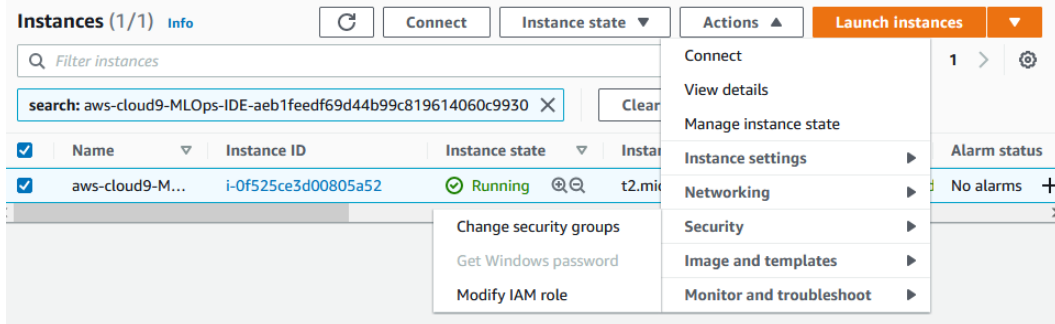 Instances (1/1) Info Connect Instance state Actions Launch instances
Filter instances
1
search: aws-cloud9-MLOps-IDE-aeb1feedf69d44b99c819614060c9930
Clear
Name Instance ID Instance state Alarm status
aws-cloud9-M... i-0f525ce3d00805a52 Running No alarms
Connect
View details
Manage instance state
Instance settings
Networking
Security
Image and templates
Monitor and troubleshoot
Change security groups
Get Windows password
Modify IAM role